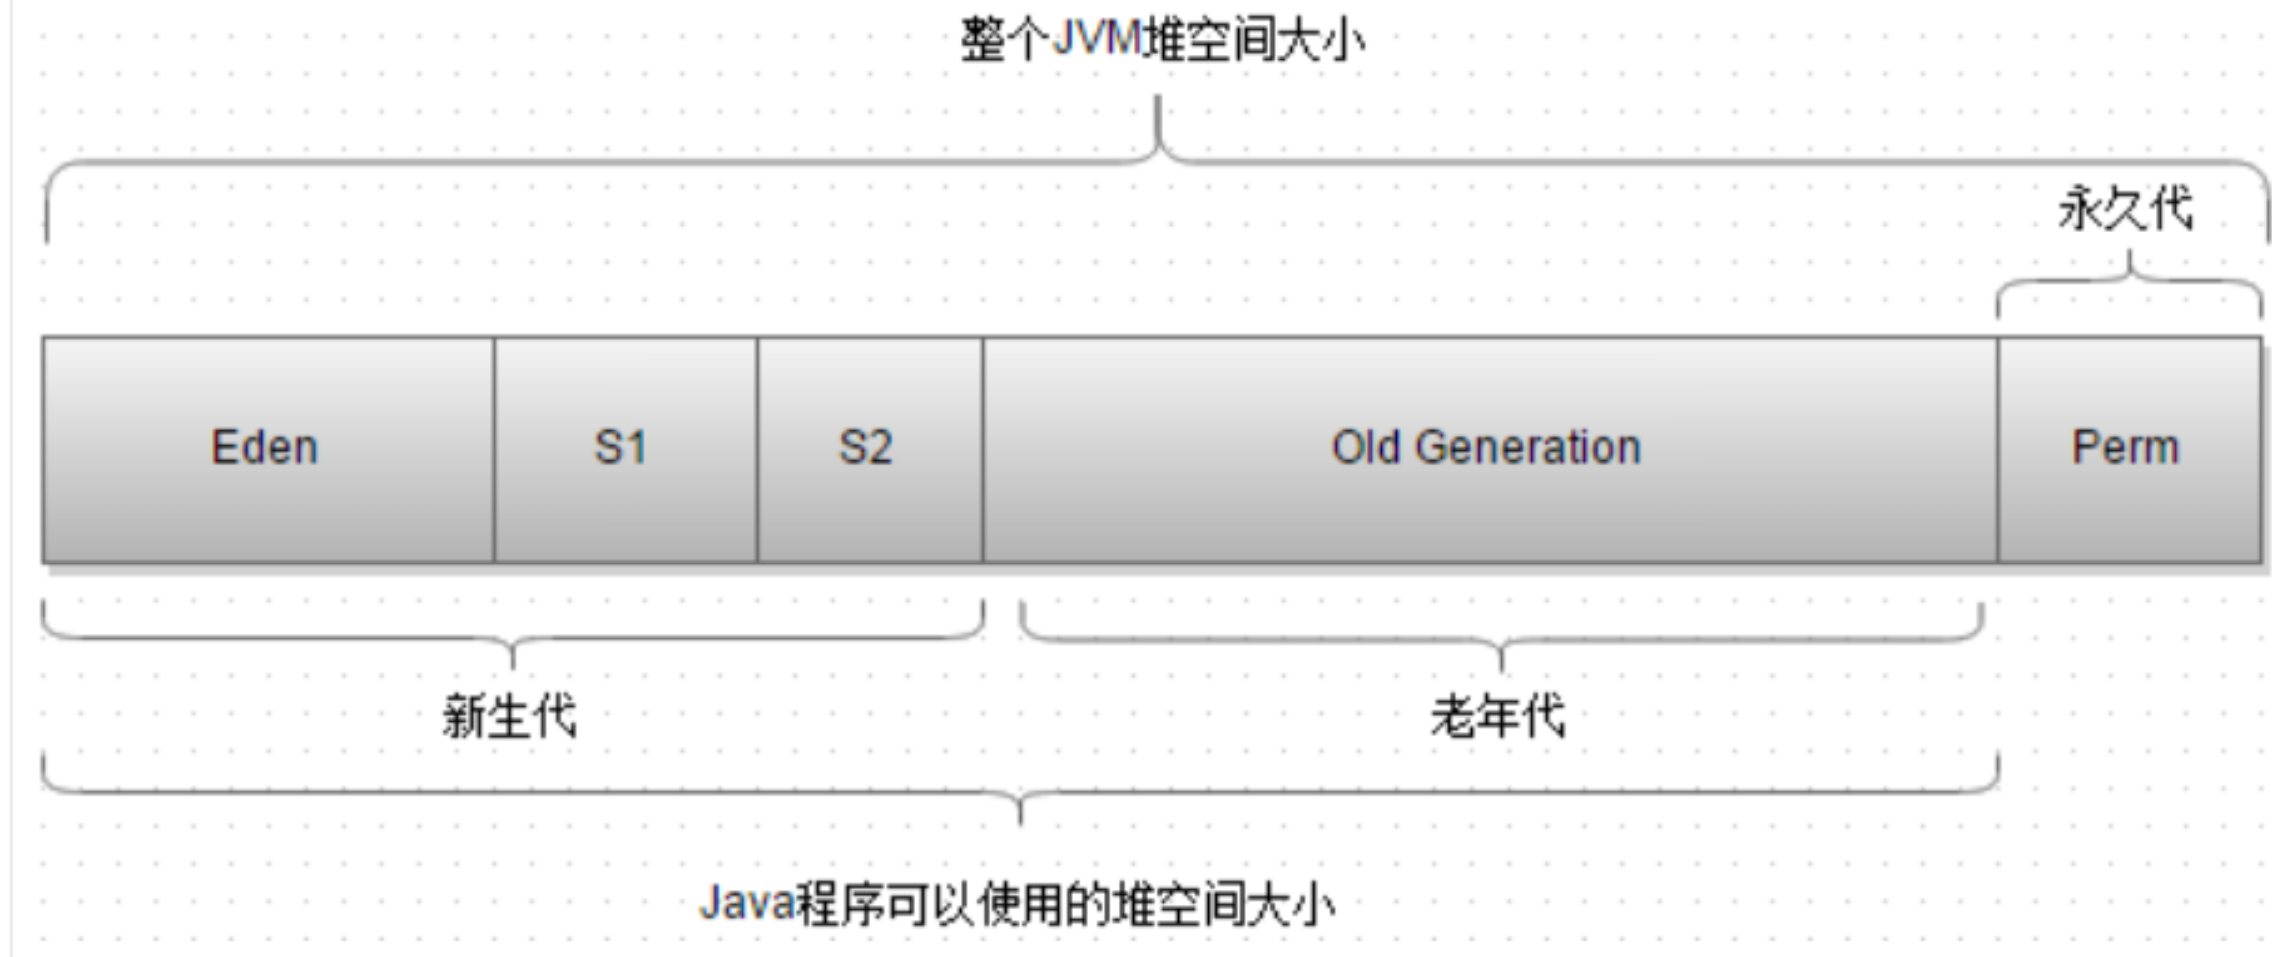 整个JVM堆空间大小
永久代
Eden
S1
S2
Old Generation
Perm
新生代
老年代
Java程序可以使用的堆空间大小